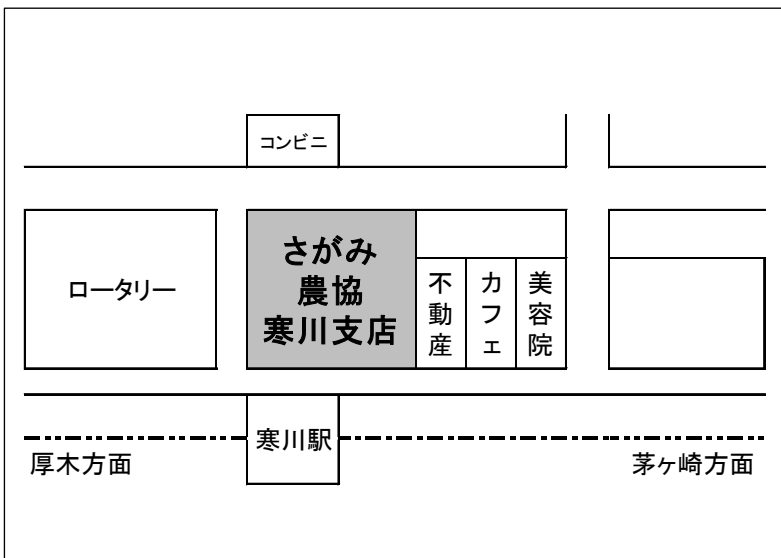 コンビニ
ロータリー
さがみ
農協
寒川支店
不動産
カフェ
美容院
寒川駅
厚木方面
茅ヶ崎方面